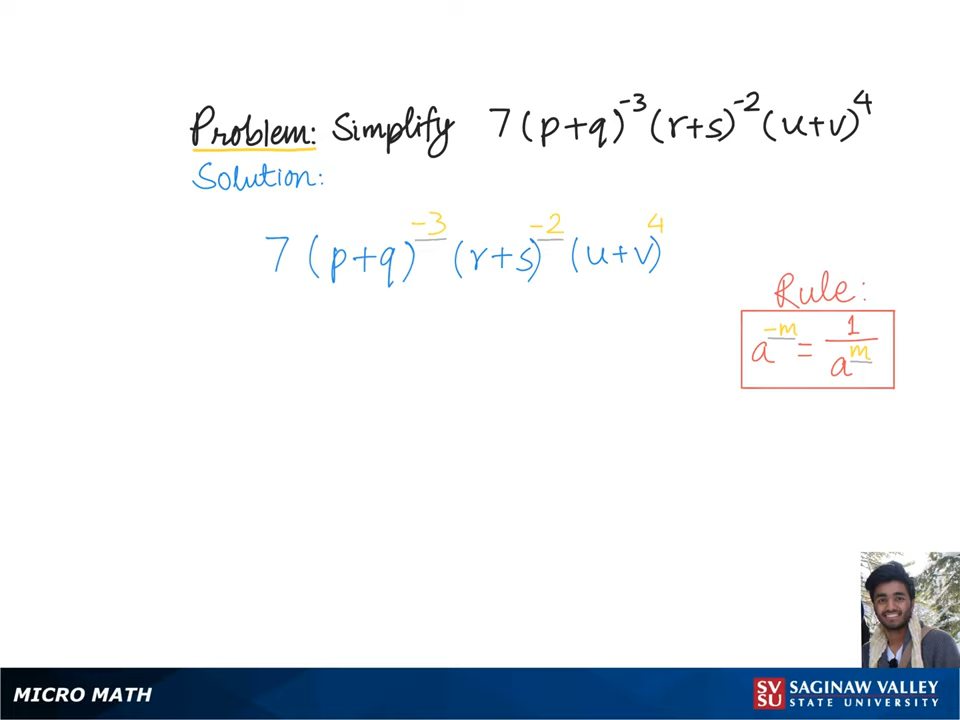 Problem: Simplify 7(p+q)⁻³(r+s)⁻²(u+v)⁴
Solution:
7(p+q)⁻³(r+s)⁻²(u+v)⁴
Rule:
a⁻ᵐ = 1/aᵐ
MICRO MATH
SVSU SAGINAW VALLEY
STATE UNIVERSITY